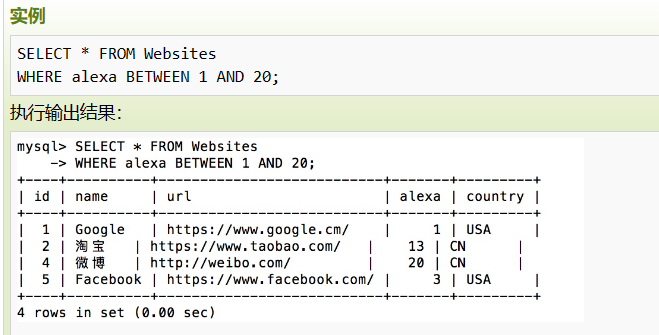 实例
SELECT * FROM Websites
WHERE alexa BETWEEN 1 AND 20;
执行输出结果：
mysql> SELECT * FROM Websites
    -> WHERE alexa BETWEEN 1 AND 20;
+----+----------+---------------------------+-------+---------+
| id | name     | url                       | alexa | country |
+----+----------+---------------------------+-------+---------+
|  1 | Google   | https://www.google.cm/    |     1 | USA     |
|  2 | 淘宝   | https://www.taobao.com/   |    13 | CN      |
|  4 | 微博   | http://weibo.com/         |    20 | CN      |
|  5 | Facebook | https://www.facebook.com/ |     3 | USA     |
+----+----------+---------------------------+-------+---------+
4 rows in set (0.00 sec)